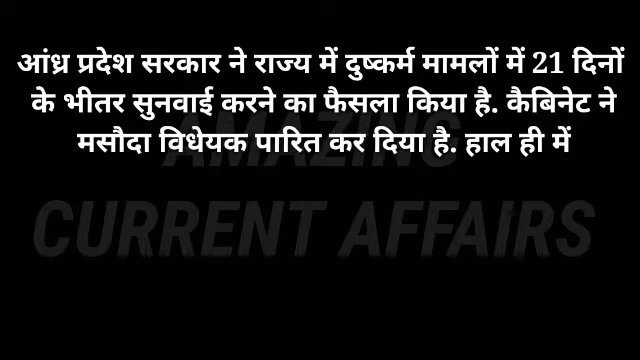 आंध्र प्रदेश सरकार ने राज्य में दुष्कर्म मामलों में 21 दिनों
के भीतर सुनवाई करने का फैसला किया है. कैबिनेट ने
मसौदा विधेयक पारित कर दिया है. हाल ही में
AMAZING
CURRENT AFFAIRS